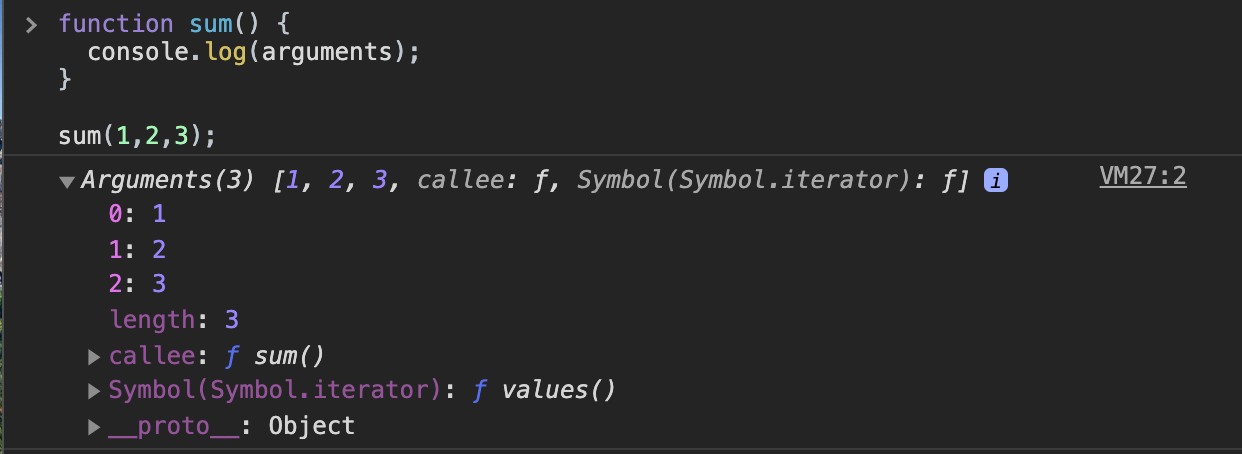 > function sum() {
console.log(arguments);
}
sum(1,2,3);
▼Arguments(3) [1, 2, 3, callee: ƒ, Symbol(Symbol.iterator): ƒ] i VM27:2
0: 1
1: 2
2: 3
length: 3
▶ callee: ƒ sum()
▶ Symbol(Symbol.iterator): ƒ values()
▶ __proto__: Object